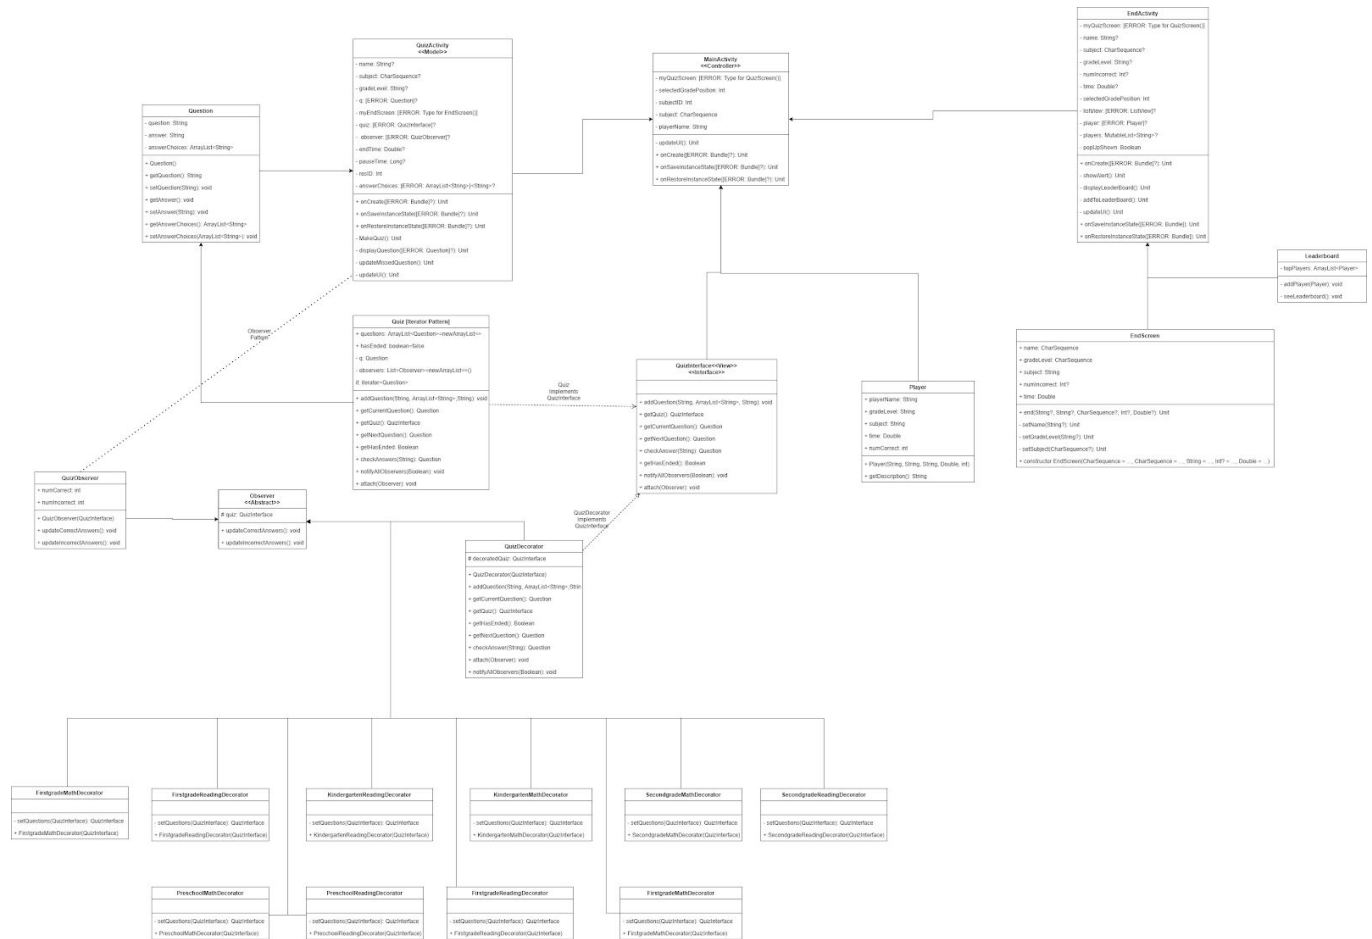 EndActivity
- myQuizScreen: [ERROR: Type for QuizScreen()]
- name: String?
- subject: CharSequence?
- gradeLevel: String?
- numIncorrect: Int?
- time: Double?
- selectedGradePosition: Int
- listView: [ERROR: ListView]?
- player: [ERROR: Player]?
- players: MutableList<String>?
- popUpShown: Boolean
+ onCreate([ERROR: Bundle]?): Unit
- showAlert(): Unit
- displayLeaderBoard(): Unit
- addToLeaderBoard(): Unit
- updateUI(): Unit
+ onSaveInstanceState([ERROR: Bundle]): Unit
+ onRestoreInstanceState([ERROR: Bundle]): Unit
QuizActivity
<<Model>>
- name: String?
- subject: CharSequence?
- gradeLevel: String?
- q: [ERROR: Question]?
- myEndScreen: [ERROR: Type for EndScreen()]
- quiz: [ERROR: QuizInterface]?
- observer: [ERROR: QuizObserver]?
- endTime: Double?
- pauseTime: Long?
- resID: Int
- answerChoices: [ERROR: ArrayList<String>]<String>?
+ onCreate([ERROR: Bundle]?): Unit
+ onSaveInstanceState([ERROR: Bundle]?): Unit
+ onRestoreInstanceState([ERROR: Bundle]?): Unit
- MakeQuiz(): Unit
- displayQuestion([ERROR: Question]?): Unit
- updateMissedQuestion(): Unit
- updateUI(): Unit
MainActivity
<<Controller>>
- myQuizScreen: [ERROR: Type for QuizScreen()]
- selectedGradePosition: Int
- subjectID: Int
- subject: CharSequence
- playerName: String
- updateUI(): Unit
+ onCreate([ERROR: Bundle]?): Unit
+ onSaveInstanceState([ERROR: Bundle]?): Unit
+ onRestoreInstanceState([ERROR: Bundle]?): Unit
Question
- question: String
- answer: String
- answerChoices: ArrayList<String>
+ Question()
+ getQuestion(): String
+ setQuestion(String): void
+ getAnswer(): void
+ setAnswer(String): void
+ getAnswerChoices(): ArrayList<String>
+ setAnswerChoices(ArrayList<String>): void
Leaderboard
- topPlayers: ArrayList<Player>
- addPlayer(Player): void
- seeLeaderboard(): void
Observer
Pattern
Quiz [Iterator Pattern]
+ questions: ArrayList<Question>=newArrayList<>
+ hasEnded: boolean=false
- q: Question
- observers: List<Observer>=newArrayList<>()
it: iterator<Question>
+ addQuestion(String, ArrayList<String>,String): void
+ getCurrentQuestion(): Question
+ getQuiz(): QuizInterface
+ getNextQuestion(): Question
+ getHasEnded: Boolean
+ checkAnswers(String): Question
+ notifyAllObservers(Boolean): void
+ attach(Observer): void
Quiz
Implements
QuizInterface
QuizInterface<<View>>
<<Interface>>
+ addQuestion(String, ArrayList<String>, String): void
+ getQuiz(): QuizInterface
+ getCurrentQuestion(): Question
+ getNextQuestion(): Question
+ checkAnswer(String): Question
+ getHasEnded(): Boolean
+ notifyAllObservers(Boolean): void
+ attach(Observer): void
Player
+ playerName: String
+ gradeLevel: String
+ subject: String
+ time: Double
+ numCorrect: int
+ Player(String, String, String, Double, int)
+ getDescription(): String
EndScreen
+ name: CharSequence
+ gradeLevel: CharSequence
+ subject: String
+ numIncorrect: Int?
+ time: Double
+ end(String?, String?, CharSequence?, Int?, Double?): Unit
- setName(String?): Unit
- setGradeLevel(String?): Unit
- setSubject(CharSequence?): Unit
+ constructor EndScreen(CharSequence = ..., CharSequence = ..., String = ..., Int? = ..., Double = ...)
QuizObserver
+ numCorrect: int
+ numIncorrect: int
+ QuizObserver(QuizInterface)
+ updateCorrectAnswers(): void
+ updateIncorrectAnswers(): void
Observer
<<Abstract>>
# quiz: QuizInterface
+ updateCorrectAnswers(): void
+ updateIncorrectAnswers(): void
QuizDecorator
Implements
QuizInterface
QuizDecorator
# decoratedQuiz: QuizInterface
+ QuizDecorator(QuizInterface)
+ addQuestion(String, ArrayList<String>,Strin
+ getCurrentQuestion(): Question
+ getQuiz(): QuizInterface
+ getHasEnded(): Boolean
+ getNextQuestion(): Question
+ checkAnswer(String): Question
+ attach(Observer): void
+ notifyAllObservers(Boolean): void
FirstgradeMathDecorator
- setQuestions(QuizInterface): QuizInterface
+ FirstgradeMathDecorator(QuizInterface)
FirstgradeReadingDecorator
- setQuestions(QuizInterface): QuizInterface
+ FirstgradeReadingDecorator(QuizInterface)
KindergartenReadingDecorator
- setQuestions(QuizInterface): QuizInterface
+ KindergartenReadingDecorator(QuizInterface)
KindergartenMathDecorator
- setQuestions(QuizInterface): QuizInterface
+ KindergartenMathDecorator(QuizInterface)
SecondgradeMathDecorator
- setQuestions(QuizInterface): QuizInterface
+ SecondgradeMathDecorator(QuizInterface)
SecondgradeReadingDecorator
- setQuestions(QuizInterface): QuizInterface
+ SecondgradeReadingDecorator(QuizInterface)
PreschoolMathDecorator
- setQuestions(QuizInterface): QuizInterface
+ PreschoolMathDecorator(QuizInterface)
PreschoolReadingDecorator
- setQuestions(QuizInterface): QuizInterface
+ PreschoolReadingDecorator(QuizInterface)
FirstgradeReadingDecorator
- setQuestions(QuizInterface): QuizInterface
+ FirstgradeReadingDecorator(QuizInterface)
FirstgradeMathDecorator
- setQuestions(QuizInterface): QuizInterface
+ FirstgradeMathDecorator(QuizInterface)